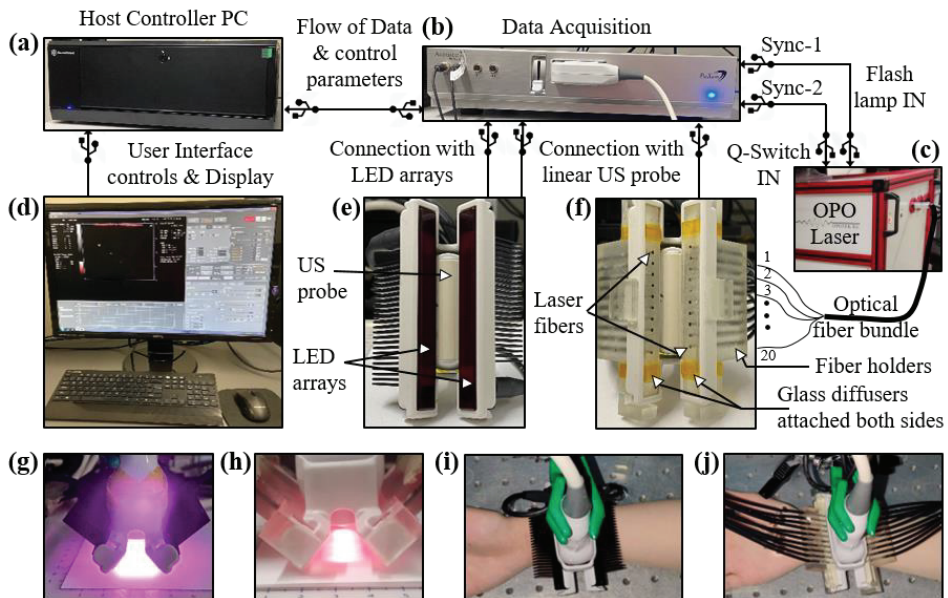 Host Controller PC
(a)
Flow of Data
& control
parameters
(b)
Data Acquisition
Sync-1
Sync-2
Flash
lamp IN
Q-Switch
IN
(c)
OPO
Laser
User Interface
controls & Display
Connection with
LED arrays
Connection with
linear US probe
(d)
(e)
US
probe
LED
arrays
(f)
Laser
fibers
1
2
3
20
Optical
fiber bundle
Fiber holders
Glass diffusers
attached both sides
(g)
(h)
(i)
(j)